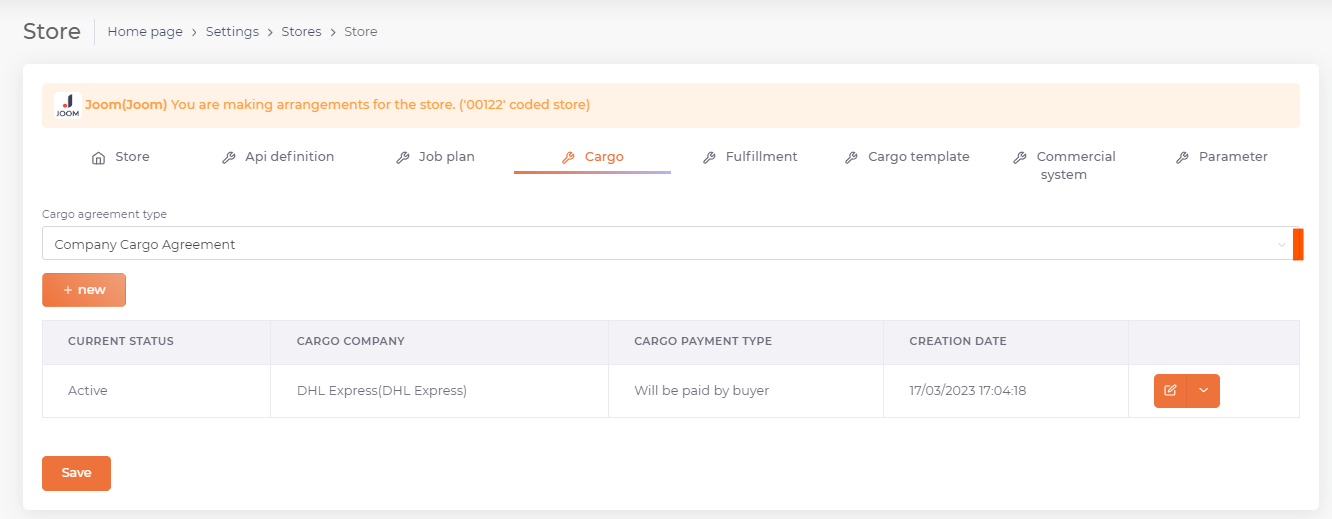 Store Home page > Settings > Stores > Store
JOOM Joom(Joom) You are making arrangements for the store. ('00122' coded store)
Store Api definition Job plan Cargo Fulfillment Cargo template Commercial system Parameter
Cargo agreement type
Company Cargo Agreement
+ new
CURRENT STATUS CARGO COMPANY CARGO PAYMENT TYPE CREATION DATE
Active DHL Express(DHL Express) Will be paid by buyer 17/03/2023 17:04:18
Save